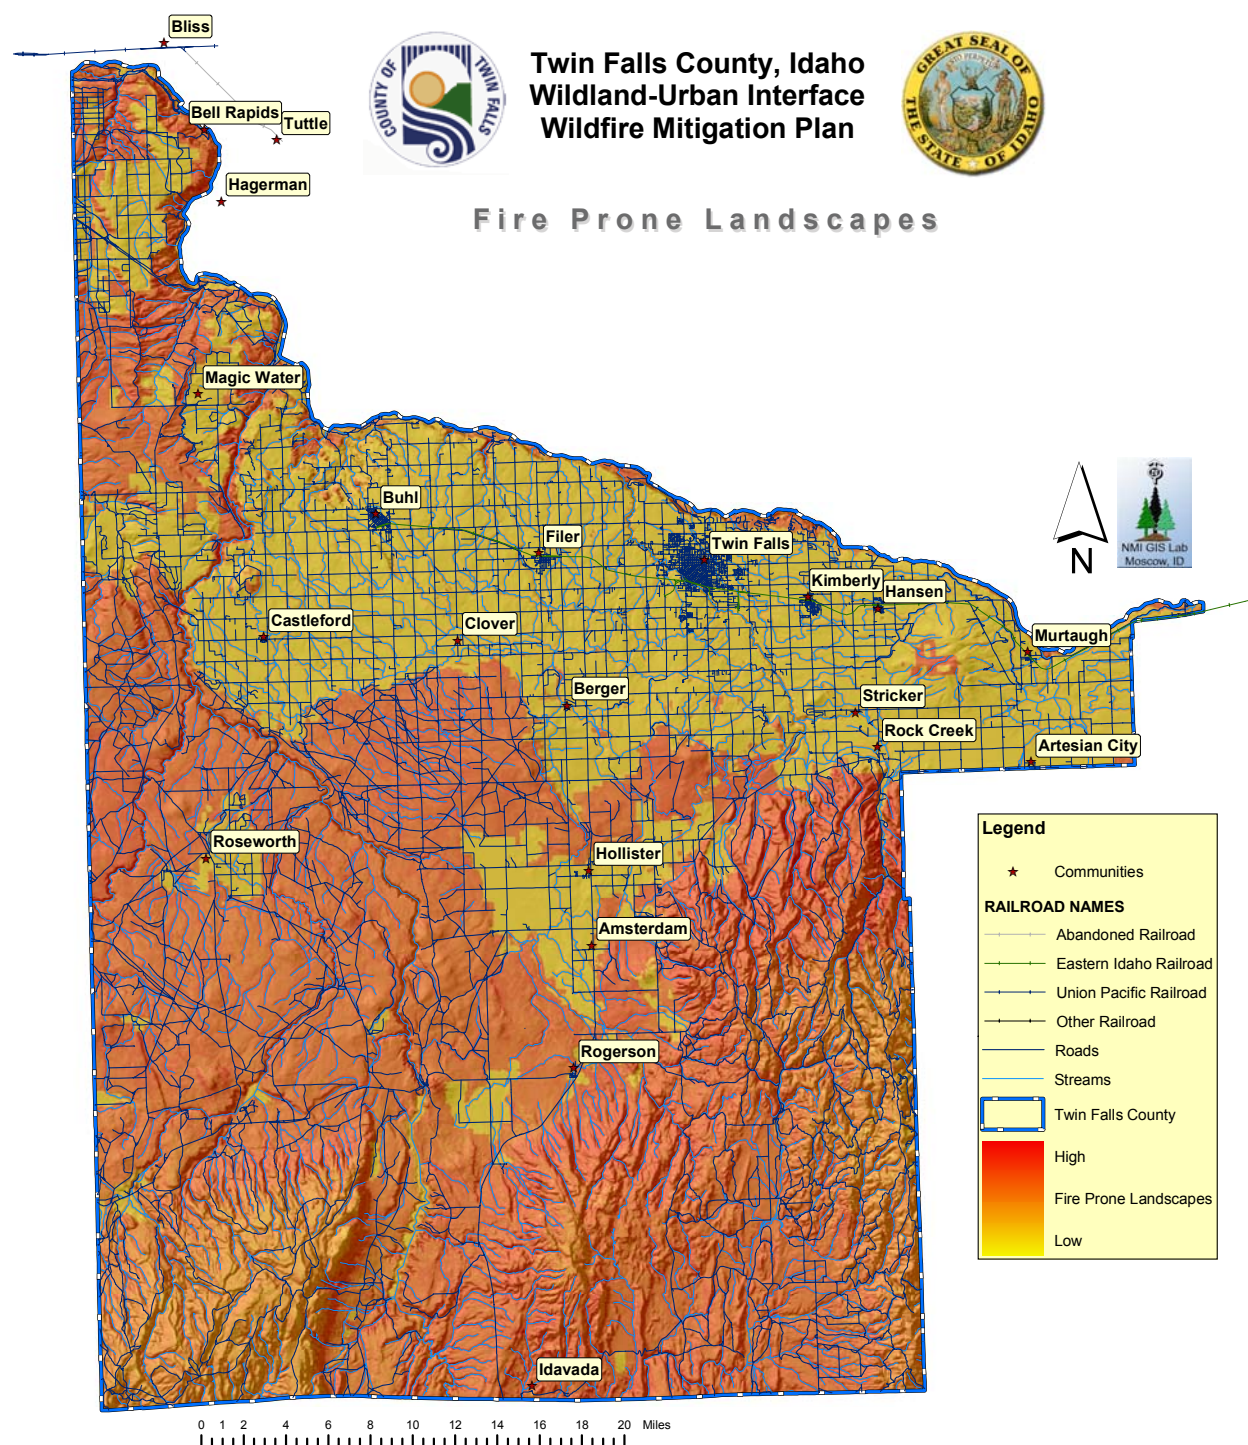 Bliss
Bell Rapids
Tuttle
Hagerman
COUNTY OF TWIN FALLS
Twin Falls County, Idaho
Wildland-Urban Interface
Wildfire Mitigation Plan
GREAT SEAL OF
THE STATE OF IDAHO
Fire Prone Landscapes
Magic Water
Buhl
Filer
Twin Falls
Kimberly
Hansen
Castleford
Clover
Murtaugh
Berger
Stricker
Rock Creek
Artesian City
Roseworth
Hollister
Amsterdam
Rogerson
Idavada
N
NMI GIS Lab
Moscow, ID
Legend
Communities
RAILROAD NAMES
Abandoned Railroad
Eastern Idaho Railroad
Union Pacific Railroad
Other Railroad
Roads
Streams
Twin Falls County
High
Fire Prone Landscapes
Low
0 1 2 4 6 8 10 12 14 16 18 20 Miles